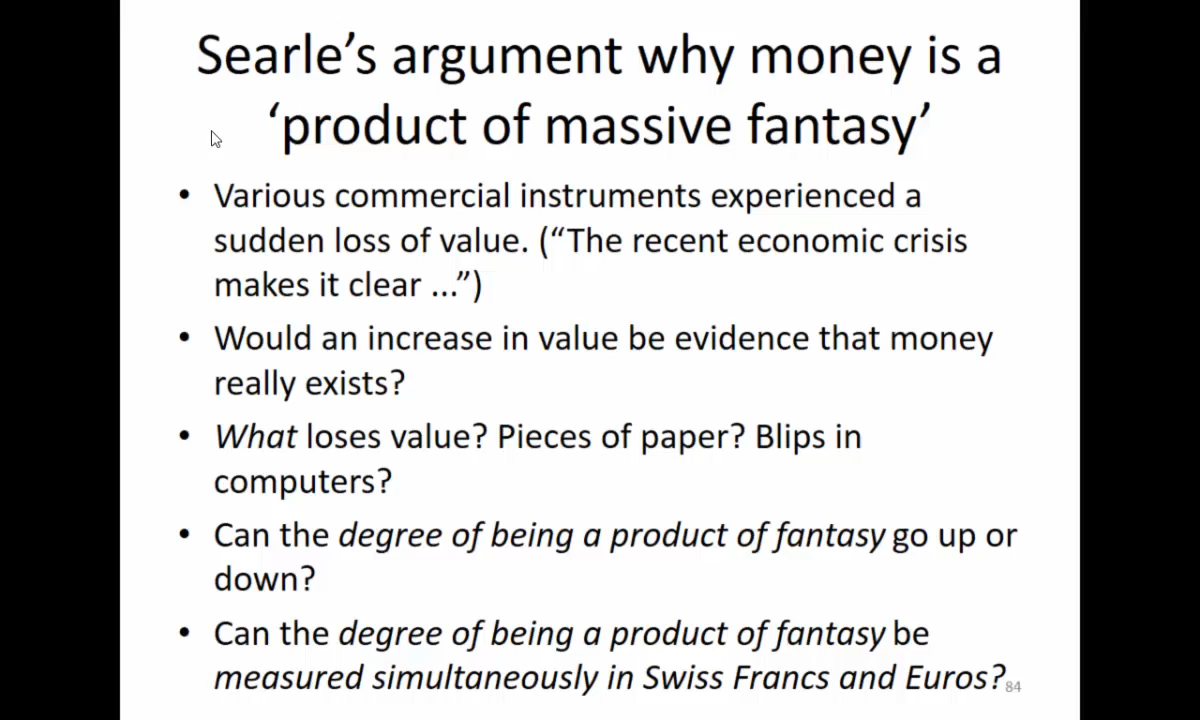 Searle’s argument why money is a
‘product of massive fantasy’
• Various commercial instruments experienced a
sudden loss of value. (“The recent economic crisis
makes it clear ...”)
• Would an increase in value be evidence that money
really exists?
• What loses value? Pieces of paper? Blips in
computers?
• Can the degree of being a product of fantasy go up or
down?
• Can the degree of being a product of fantasy be
measured simultaneously in Swiss Francs and Euros?
84